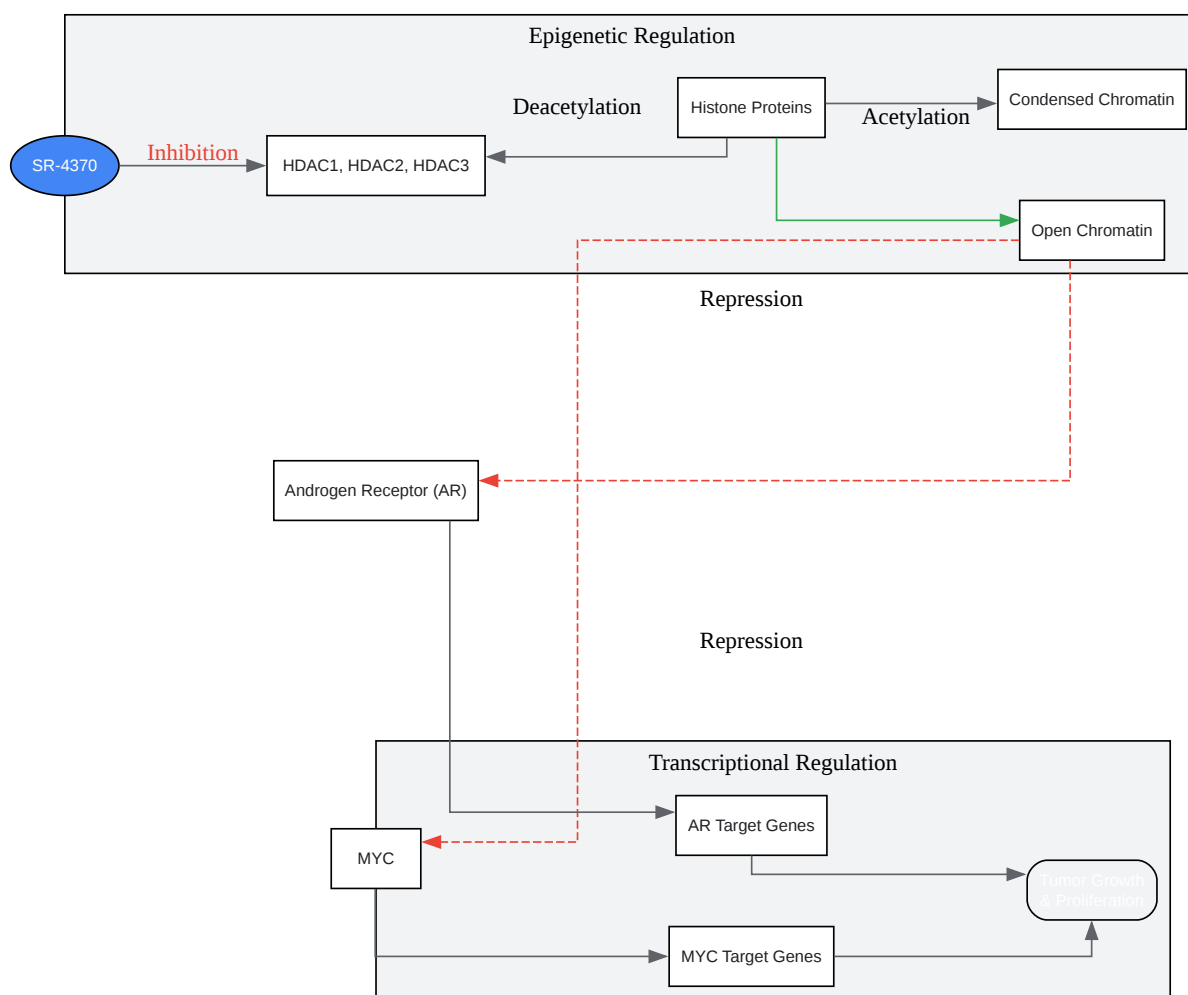 Epigenetic Regulation
Histone Proteins
Condensed Chromatin
Deacetylation
Acetylation
SR-4370
Inhibition
HDAC1, HDAC2, HDAC3
Open Chromatin
Repression
Androgen Receptor (AR)
Repression
Transcriptional Regulation
AR Target Genes
MYC
Tumor Growth
& Proliferation
MYC Target Genes